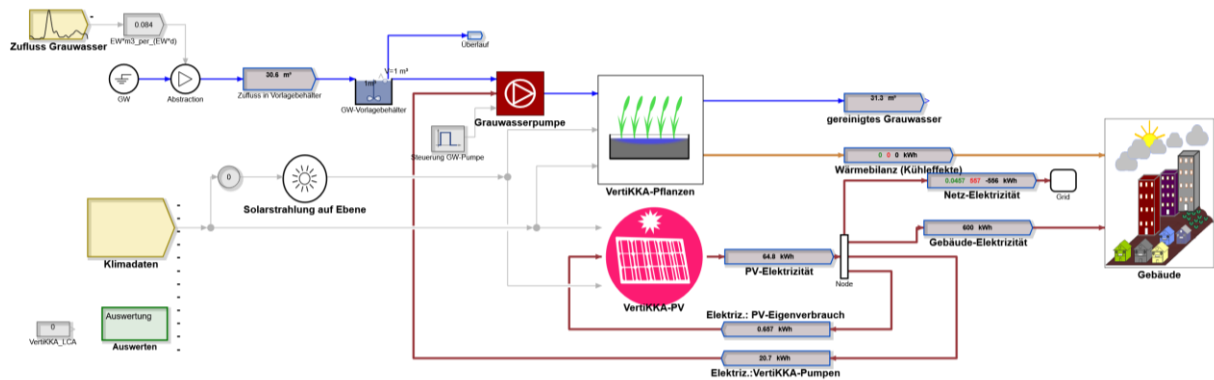 0.084
Zufluss Grauwasser
EW*m3_per_(EW*d)
Überlauf
V=1 m³
1m³
30.6 m³
GW
Abstraction
Zufluss in Vorlagebehälter
GW-Vorlagebehälter
Grauwasserpumpe
31.3 m³
gereinigtes Grauwasser
Steuerung GW-Pumpe
0 0 0 kWh
Wärmebilanz (Kühleffekte)
VertiKKA-Pflanzen
0
Solarstrahlung auf Ebene
0.0457 557 -556 kWh
Netz-Elektrizität
Grid
600 kWh
Gebäude-Elektrizität
Klimadaten
64.8 kWh
PV-Elektrizität
Gebäude
Node
VertiKKA-PV
Elektriz.: PV-Eigenverbrauch
0.657 kWh
Auswertung
0
VertiKKA_LCA
Auswerten
20.7 kWh
Elektriz.:VertiKKA-Pumpen